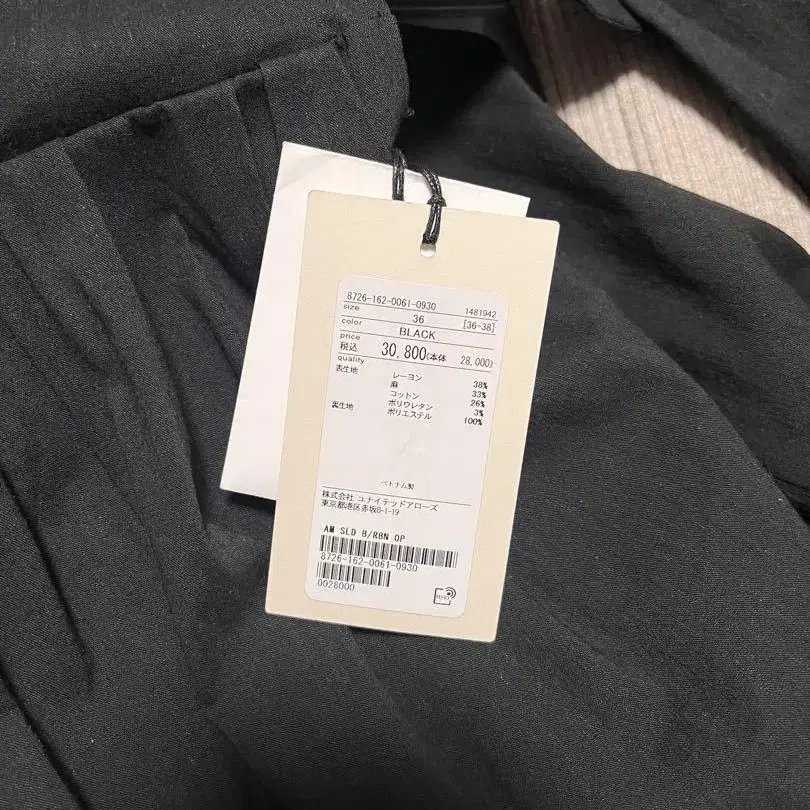 8726-162-0061-0930 1481942
size 36 [36-38]
color BLACK
price
税込 30,800(本体 28,000)
quality
表生地 レーヨン 38%
麻 33%
コットン 26%
ポリウレタン 3%
裏生地 ポリエステル 100%
ベトナム製
株式会社 ユナイテッドアローズ
東京都港区赤坂8-1-19
AM SLD B/RBN OP
8726-162-0061-0930
0028000
RFID